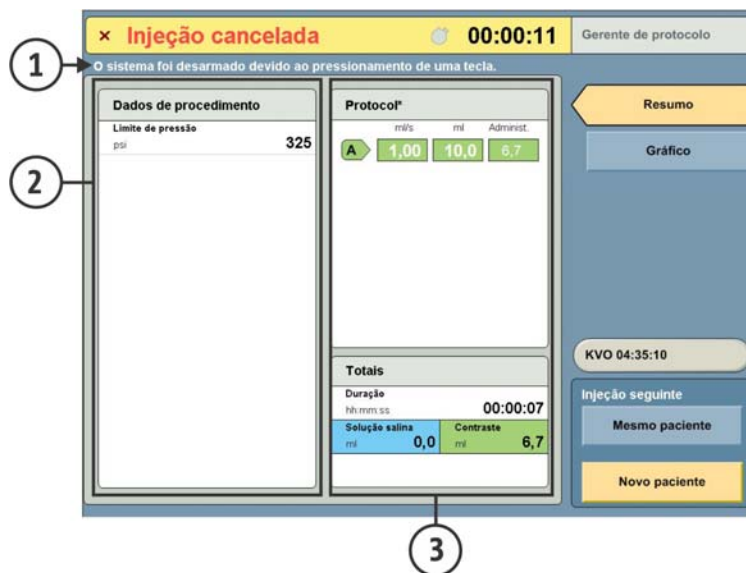 × Injeção cancelada 00:00:11 Gerente de protocolo
1
O sistema foi desarmado devido ao pressionamento de uma tecla.
2
Dados de procedimento
Limite de pressão
psi 325
Protocol*
ml/s ml Administ.
A 1,00 10,0 6,7
Totais
Duração
hh:mm:ss 00:00:07
Solução salina Contraste
ml 0,0 ml 6,7
3
Resumo
Gráfico
KVO 04:35:10
Injeção seguinte
Mesmo paciente
Novo paciente